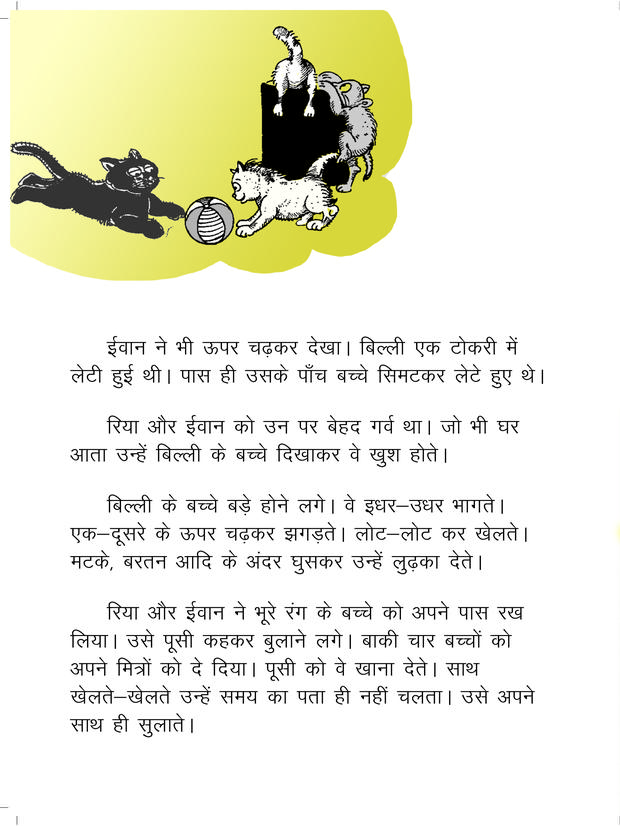 ईवान ने भी ऊपर चढ़कर देखा। बिल्ली एक टोकरी में
लेटी हुई थी। पास ही उसके पाँच बच्चे सिमटकर लेटे हुए थे।
रिया और ईवान को उन पर बेहद गर्व था। जो भी घर
आता उन्हें बिल्ली के बच्चे दिखाकर वे खुश होते।
बिल्ली के बच्चे बड़े होने लगे। वे इधर–उधर भागते।
एक–दूसरे के ऊपर चढ़कर झगड़ते। लोट–लोट कर खेलते।
मटके, बरतन आदि के अंदर घुसकर उन्हें लुढ़का देते।
रिया और ईवान ने भूरे रंग के बच्चे को अपने पास रख
लिया। उसे पूसी कहकर बुलाने लगे। बाकी चार बच्चों को
अपने मित्रों को दे दिया। पूसी को वे खाना देते। साथ
खेलते–खेलते उन्हें समय का पता ही नहीं चलता। उसे अपने
साथ ही सुलाते।